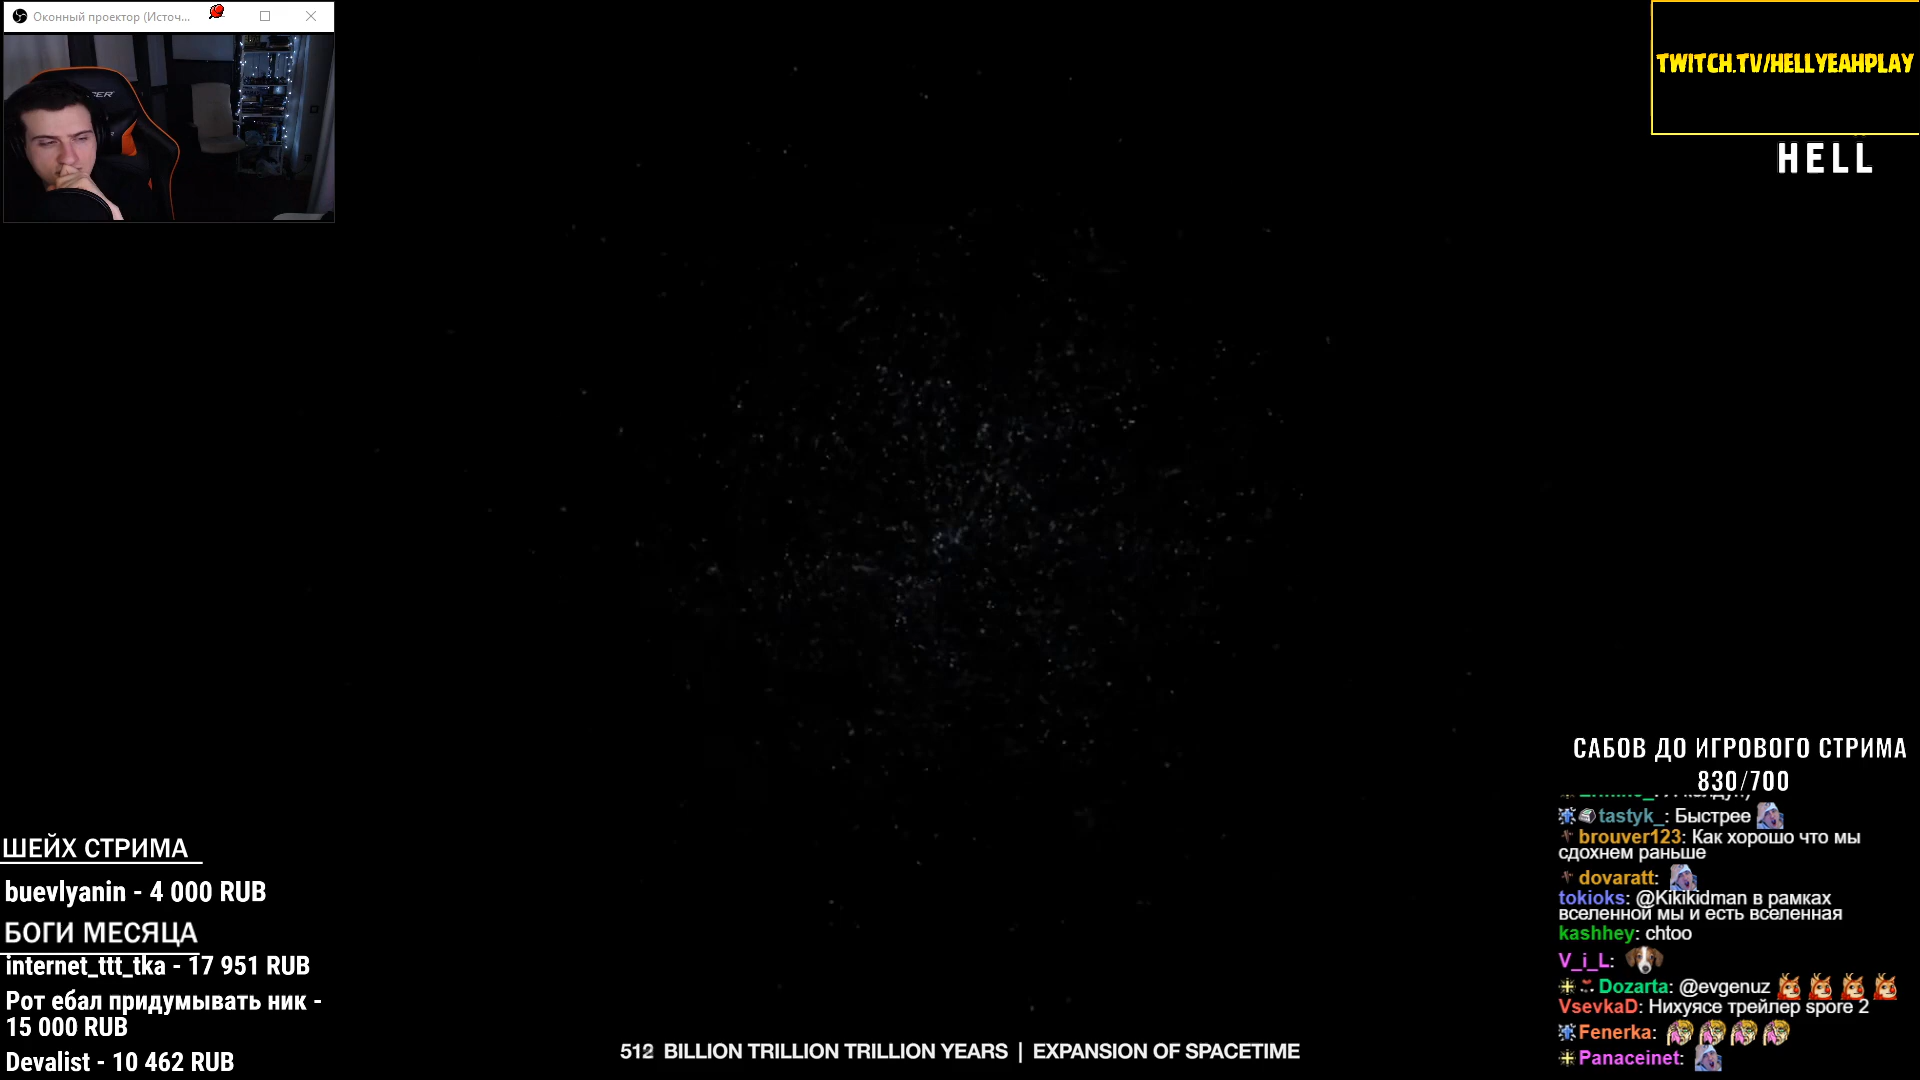 Оконный проектор (Источ...
TWITCH.TV/HELLYEAHPLAY
HELL
САБОВ ДО ИГРОВОГО СТРИМА
830/700
tastyk_: Быстрее
brouver123: Как хорошо что мы
сдохнем раньше
dovaratt:
tokioks: @Kikikidman в рамках
вселенной мы и есть вселенная
kashhey: chtoo
V_i_L:
Dozarta: @evgenuz
VsevkaD: Нихуясе трейлер spore 2
Fenerka:
Panaceinet:
ШЕЙХ СТРИМА
buevlyanin - 4 000 RUB
БОГИ МЕСЯЦА
internet_ttt_tka - 17 951 RUB
Рот ебал придумывать ник -
15 000 RUB
Devalist - 10 462 RUB
512 BILLION TRILLION TRILLION YEARS | EXPANSION OF SPACETIME